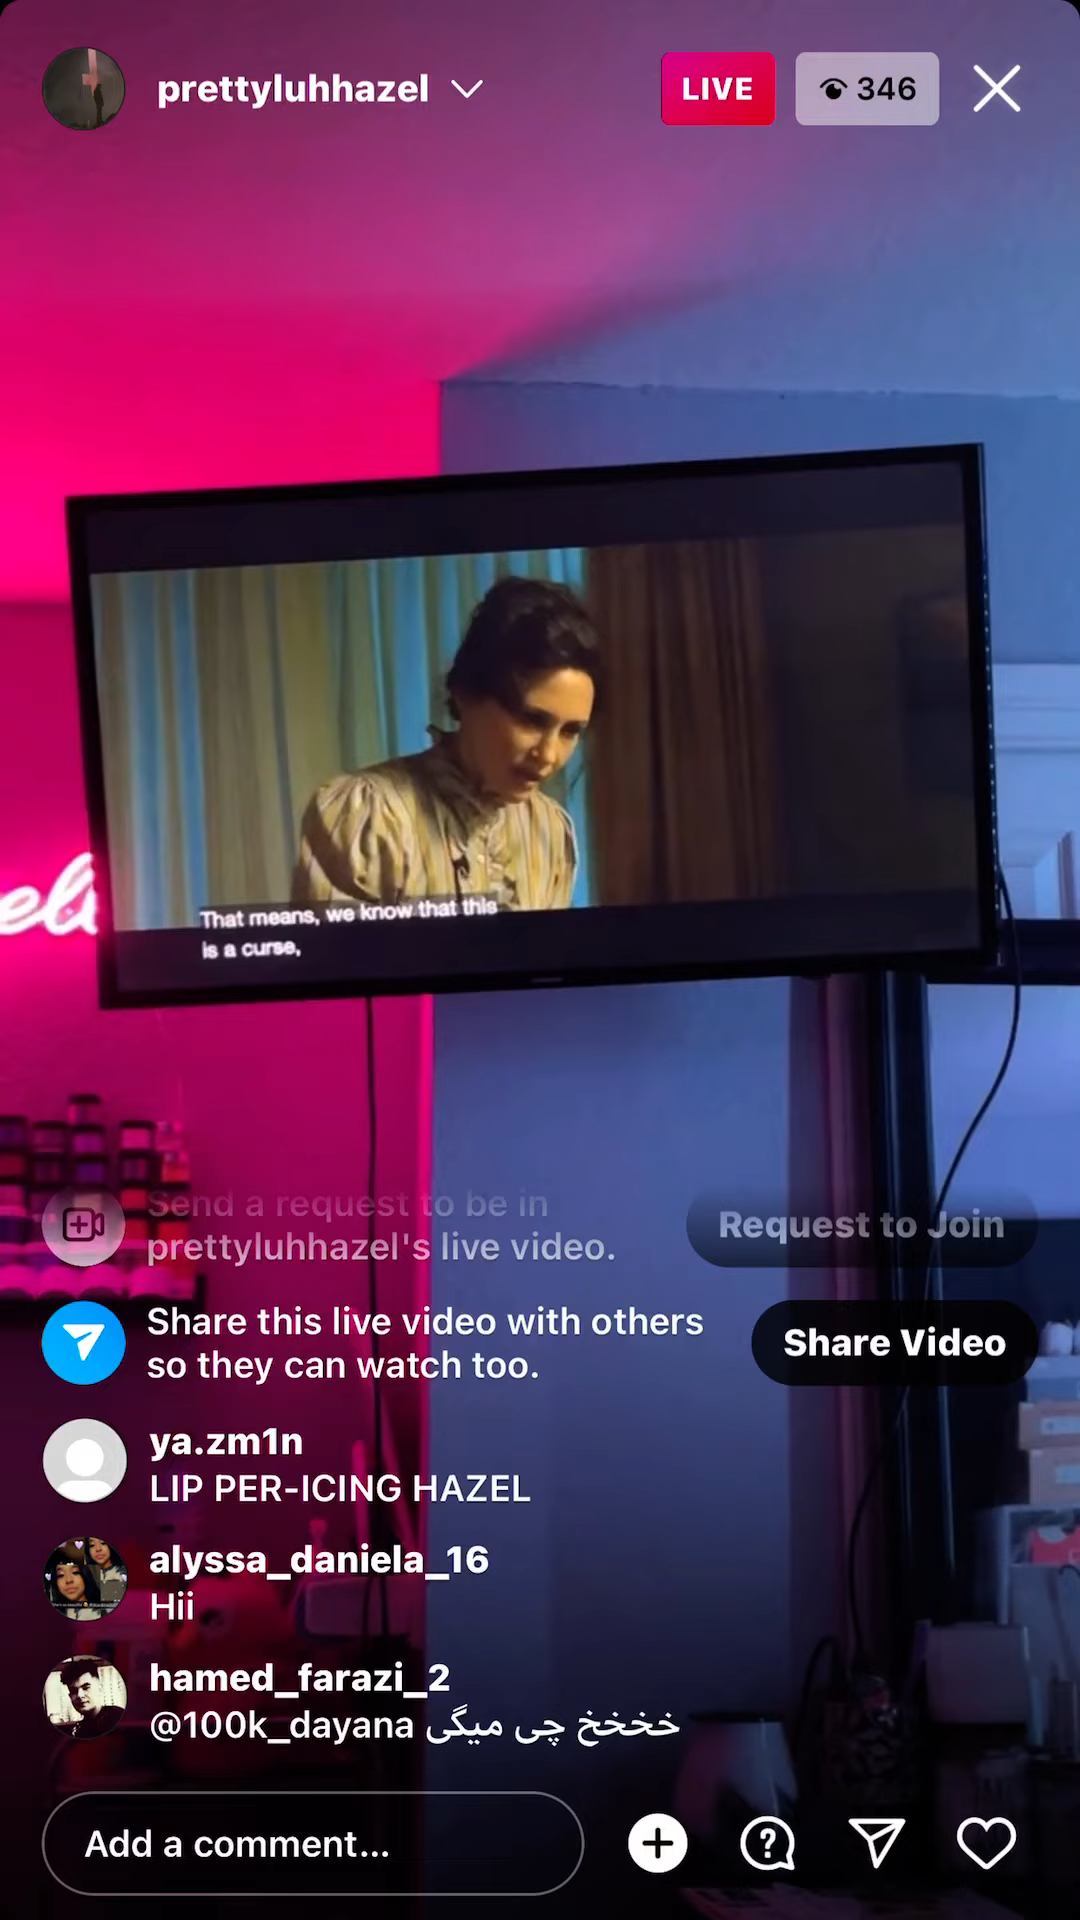 prettyluhhazel
LIVE
346
That means, we know that this
is a curse,
Send a request to be in
prettyluhhazel's live video.
Request to Join
Share this live video with others
so they can watch too.
Share Video
ya.zm1n
LIP PER-ICING HAZEL
alyssa_daniela_16
Hii
hamed_farazi_2
@100k_dayana خخخخ چی میگی
Add a comment...